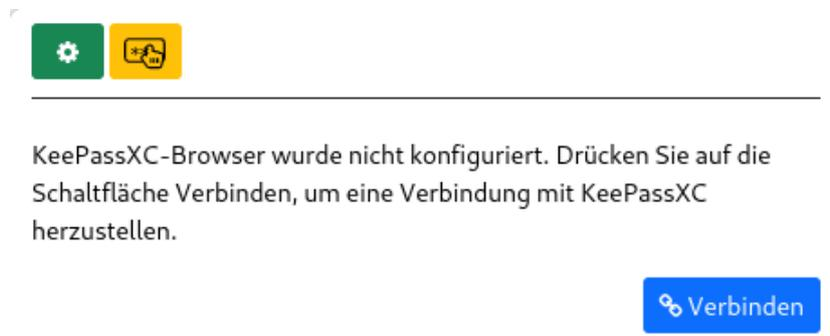 KeePassXC-Browser wurde nicht konfiguriert. Drücken Sie auf die
Schaltfläche Verbinden, um eine Verbindung mit KeePassXC
herzustellen.
Verbinden